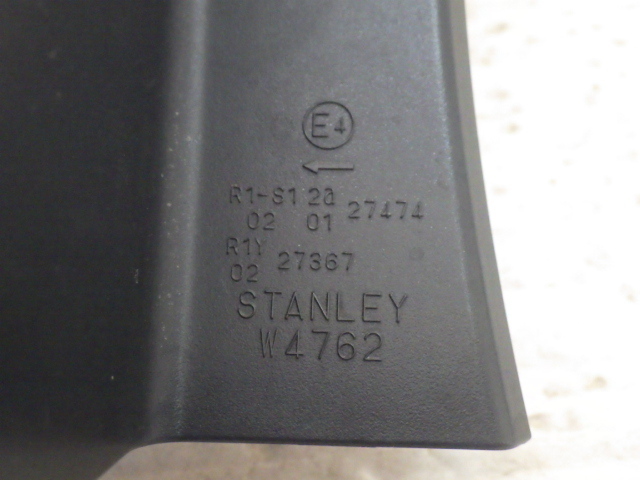 E4
←
R1-S1 2a 27474
02 01
R1Y 27367
02
STANLEY
W4762